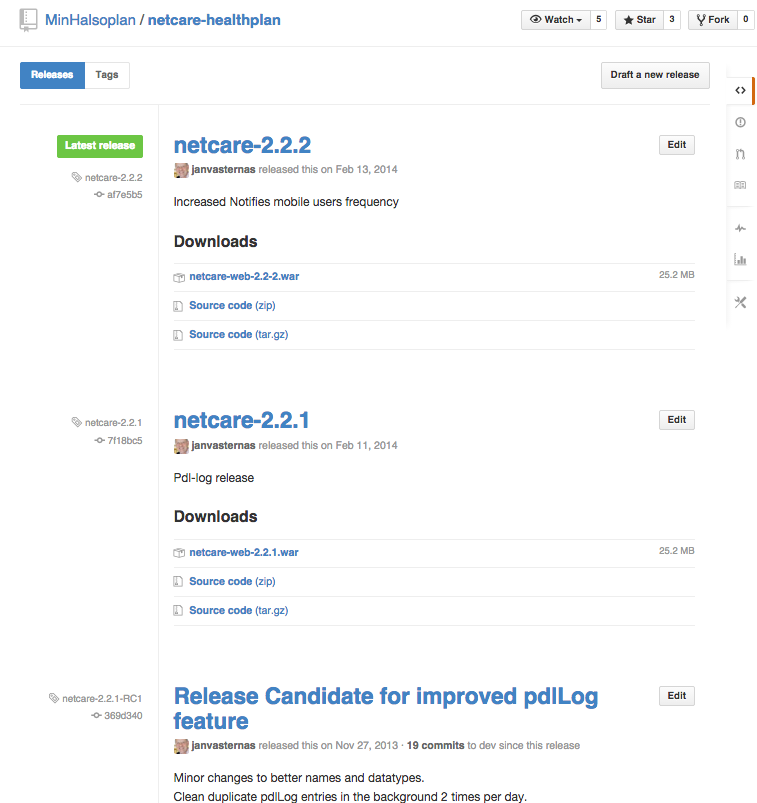 MinHalsoplan / netcare-healthplan
Watch 5 Star 3 Fork 0
Releases Tags
Draft a new release
Latest release
netcare-2.2.2
af7e5b5
netcare-2.2.2
Edit
janvasternas released this on Feb 13, 2014
Increased Notifies mobile users frequency
Downloads
netcare-web-2.2-2.war 25.2 MB
Source code (zip)
Source code (tar.gz)
netcare-2.2.1
7f18bc5
netcare-2.2.1
Edit
janvasternas released this on Feb 11, 2014
Pdl-log release
Downloads
netcare-web-2.2.1.war 25.2 MB
Source code (zip)
Source code (tar.gz)
netcare-2.2.1-RC1
369d340
Release Candidate for improved pdlLog
feature
Edit
janvasternas released this on Nov 27, 2013 · 19 commits to dev since this release
Minor changes to better names and datatypes.
Clean duplicate pdlLog entries in the background 2 times per day.